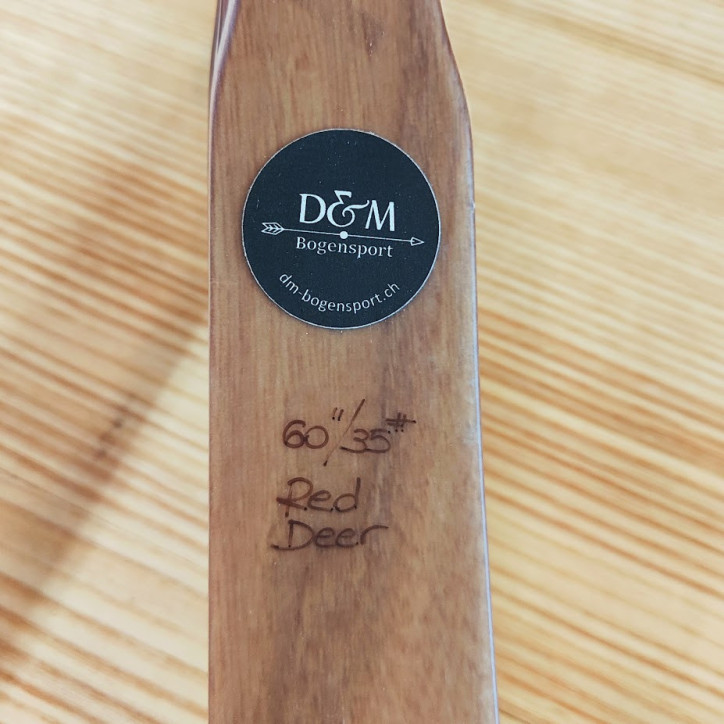 D&M
Bogensport
dm-bogensport.ch
60"/35#
Red
Deer